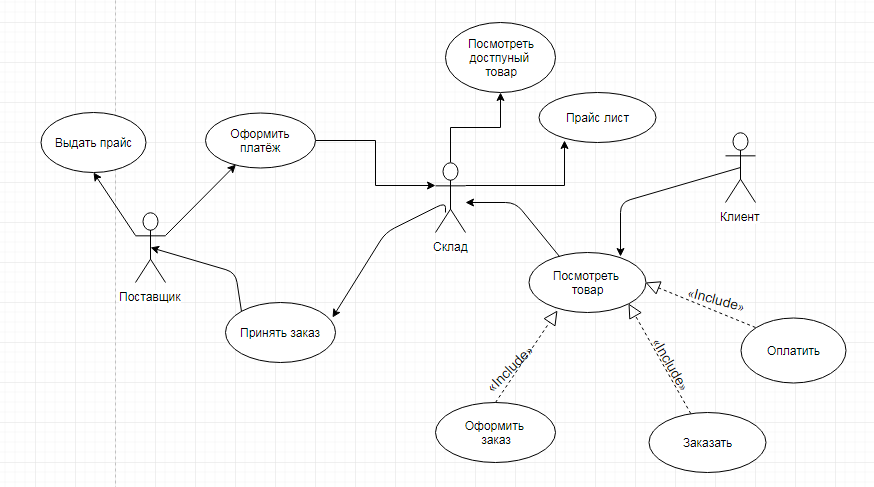 Посмотреть
достпуный
товар
Прайс лист
Оформить
платёж
Выдать прайс
Клиент
Склад
Поставщик
Посмотреть
товар
«Include»
Принять заказ
«Include»
«Include»
Оплатить
Оформить
заказ
Заказать